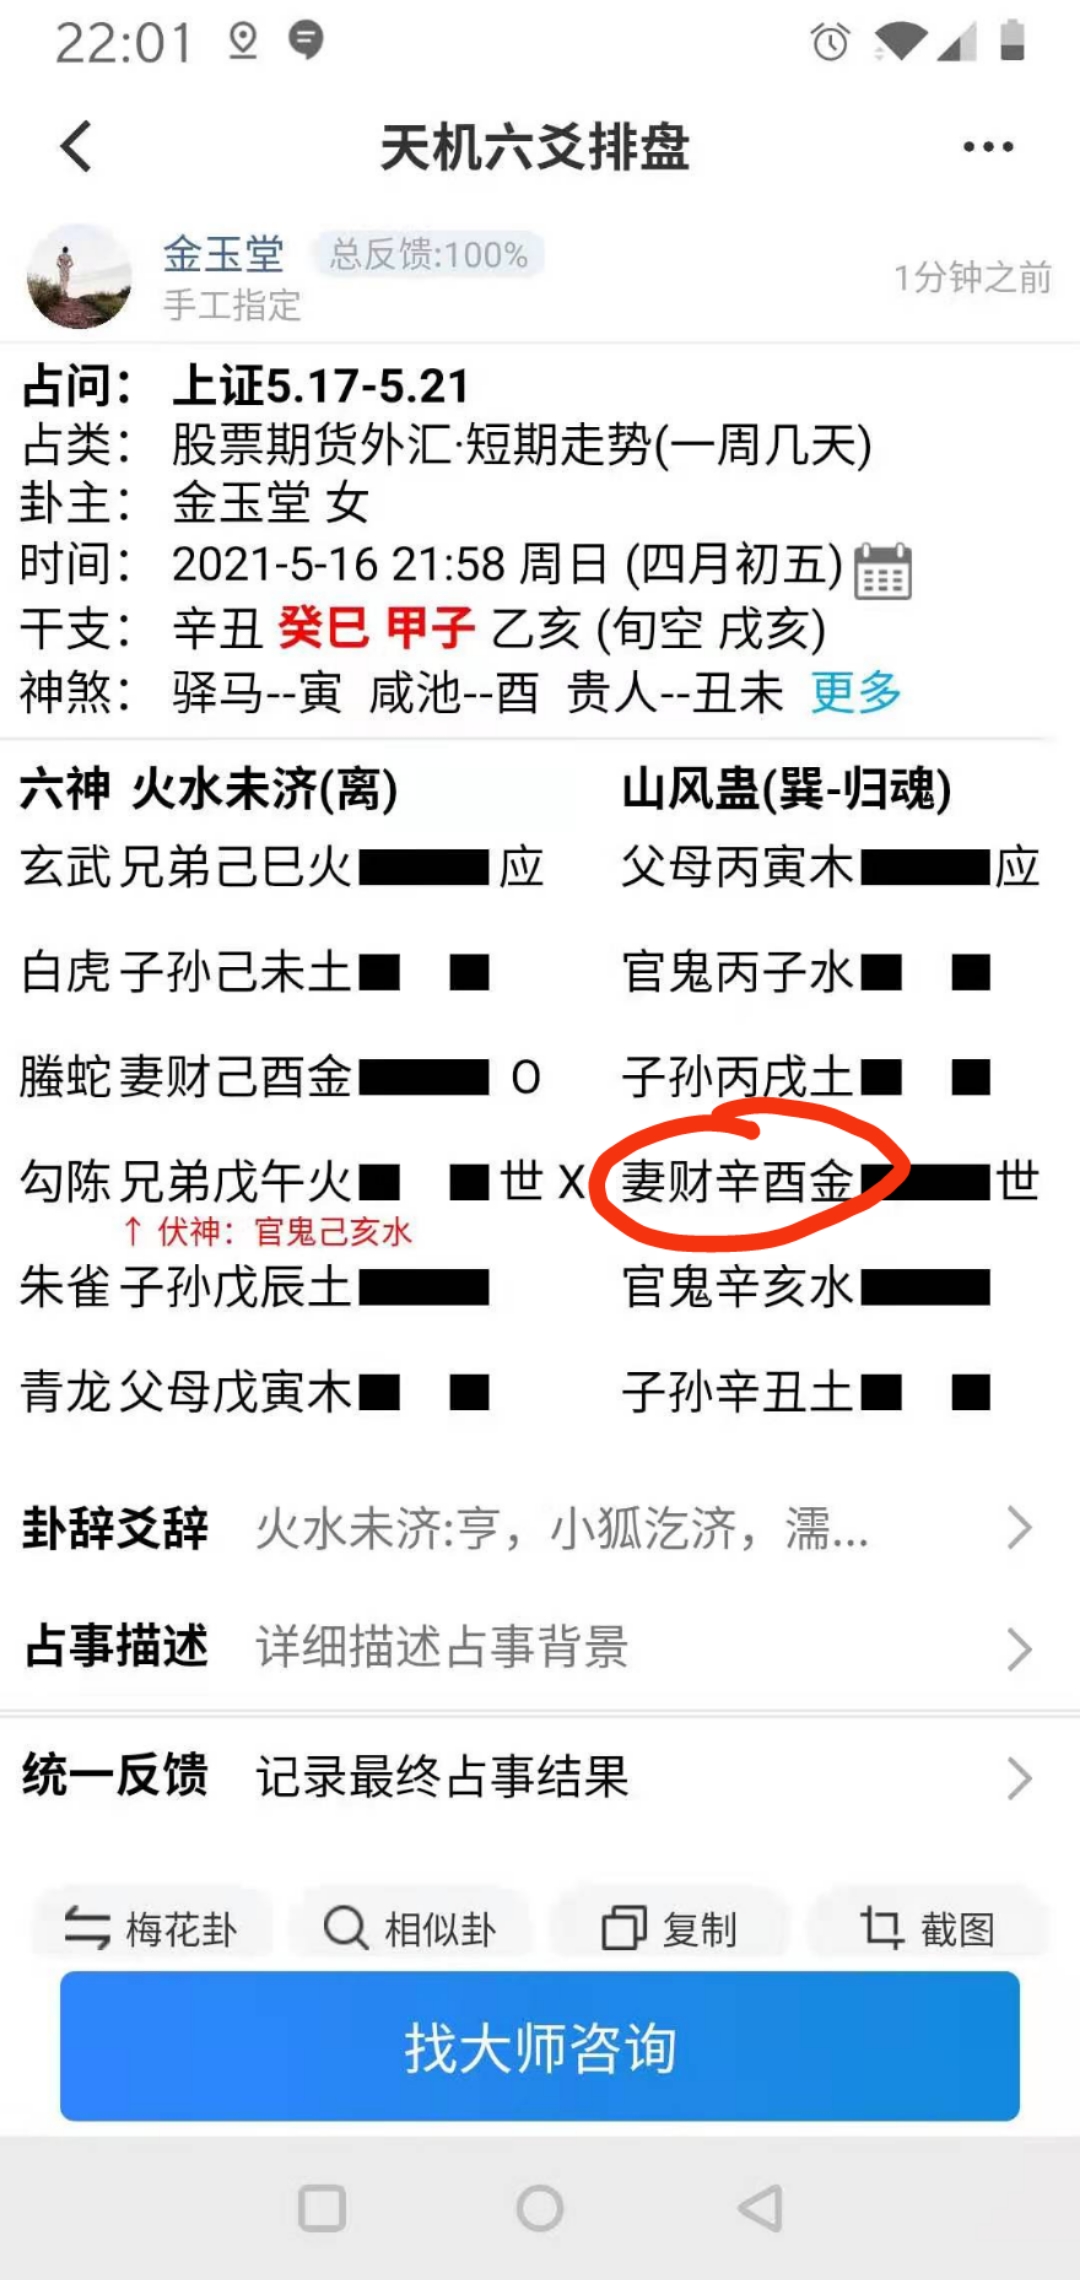 22:01
天机六爻排盘
金玉堂 总反馈:100%
手工指定
1分钟之前
占问： 上证5.17-5.21
占类： 股票期货外汇·短期走势(一周几天)
卦主： 金玉堂 女
时间： 2021-5-16 21:58 周日 (四月初五)
干支： 辛丑 癸巳 甲子 乙亥 (旬空 戌亥)
神煞： 驿马--寅 咸池--酉 贵人--丑未 更多
六神 火水未济(离) 山风蛊(巽-归魂)
玄武 兄弟己巳火 应 父母丙寅木 应
白虎 子孙己未土 官鬼丙子水
螣蛇 妻财己酉金 O 子孙丙戌土
勾陈 兄弟戊午火 世 X 妻财辛酉金 世
↑ 伏神：官鬼己亥水
朱雀 子孙戊辰土 官鬼辛亥水
青龙 父母戊寅木 子孙辛丑土
卦辞爻辞 火水未济:亨，小狐汔济，濡...
占事描述 详细描述占事背景
统一反馈 记录最终占事结果
梅花卦 相似卦 复制 截图
找大师咨询